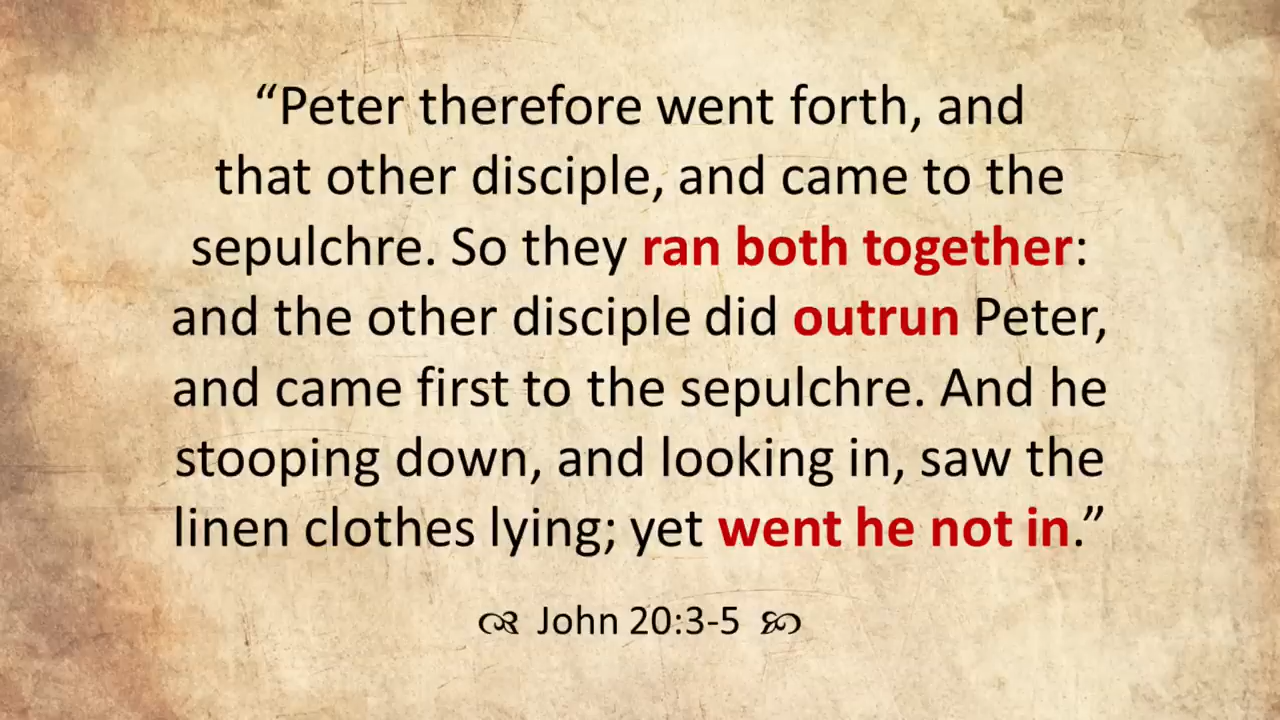 “Peter therefore went forth, and
that other disciple, and came to the
sepulchre. So they ran both together:
and the other disciple did outrun Peter,
and came first to the sepulchre. And he
stooping down, and looking in, saw the
linen clothes lying; yet went he not in.”
John 20:3-5